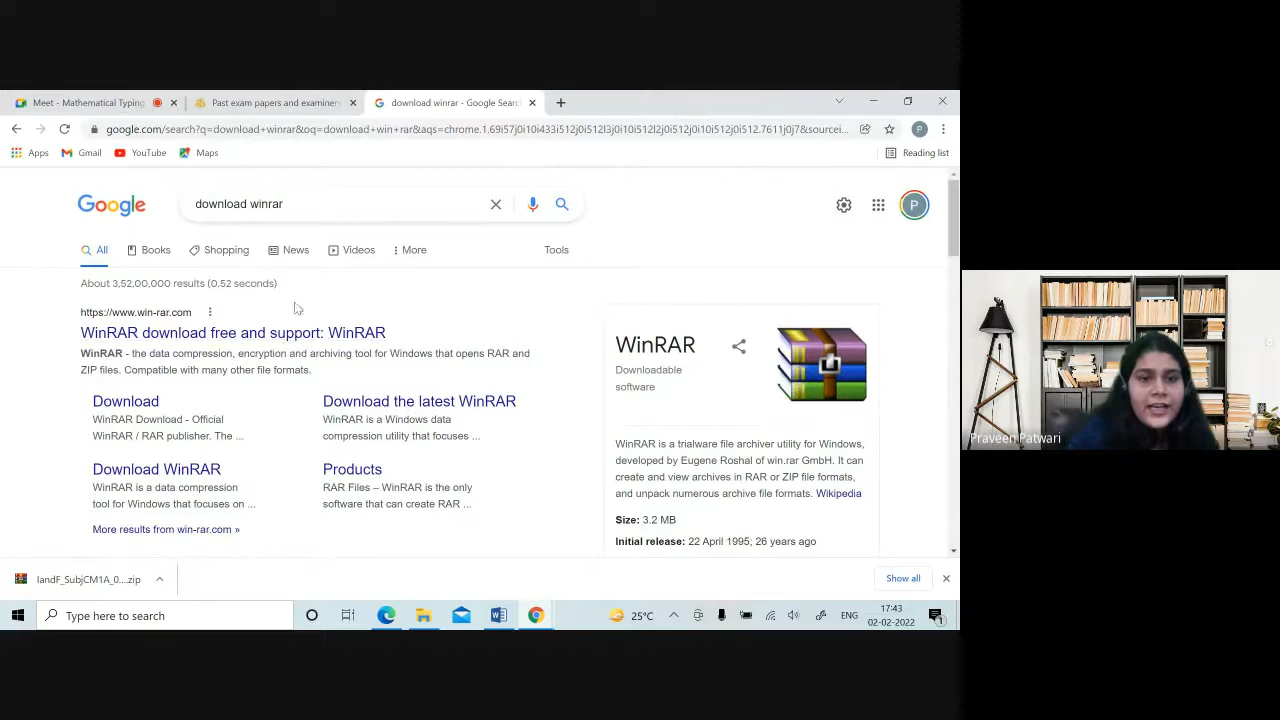 Meet - Mathematical Typing
Past exam papers and examiners
download winrar - Google Searc
google.com/search?q=download+winrar&oq=download+win+rar&aqs=chrome.1.69i57j0i10i433i512j0i512l3j0i10i512l2j0i512j0i10i512j0i512.7611j0j7&sourcei...
Apps Gmail YouTube Maps Reading list
Google download winrar P
All Books Shopping News Videos More Tools
About 3,52,00,000 results (0.52 seconds)
https://www.win-rar.com
WinRAR download free and support: WinRAR
WinRAR - the data compression, encryption and archiving tool for Windows that opens RAR and
ZIP files. Compatible with many other file formats.
Download
WinRAR Download - Official
WinRAR / RAR publisher. The ...
Download the latest WinRAR
WinRAR is a Windows data
compression utility that focuses ...
Download WinRAR
WinRAR is a data compression
tool for Windows that focuses on ...
Products
RAR Files – WinRAR is the only
software that can create RAR ...
More results from win-rar.com »
WinRAR
Downloadable
software
WinRAR is a trialware file archiver utility for Windows,
developed by Eugene Roshal of win.rar GmbH. It can
create and view archives in RAR or ZIP file formats,
and unpack numerous archive file formats. Wikipedia
Size: 3.2 MB
Initial release: 22 April 1995; 26 years ago
IandF_SubjCM1A_0....zip
Show all
Type here to search
25°C
ENG
17:43
02-02-2022
Praveen Patwari